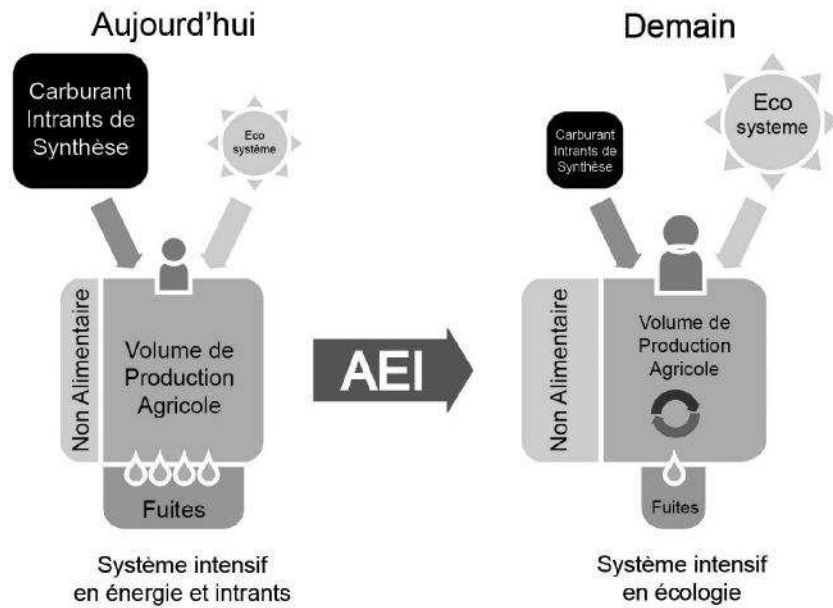 Aujourd'hui
Carburant
Intrants de
Synthèse
Eco
système
Non Alimentaire
Volume de
Production
Agricole
Fuites
Système intensif
en énergie et intrants
AEI
Demain
Carburant
Intrants de
Synthèse
Eco
systeme
Non Alimentaire
Volume de
Production
Agricole
Fuites
Système intensif
en écologie